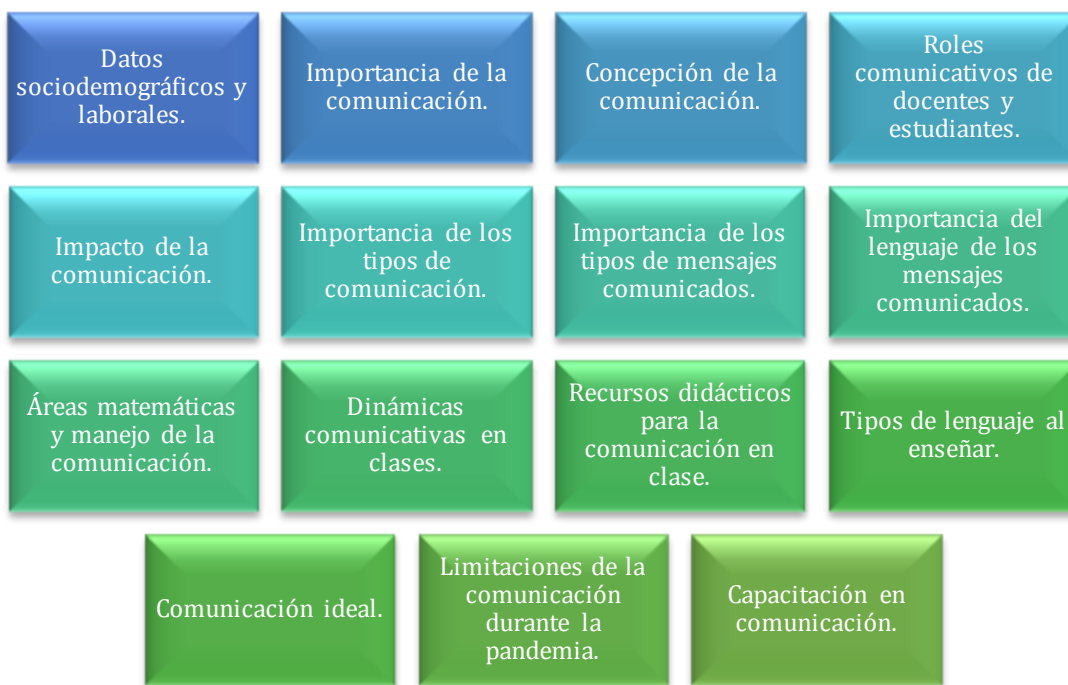 Datos
sociodemográficos y
laborales.
Importancia de la
comunicación.
Concepción de la
comunicación.
Roles
comunicativos de
docentes y
estudiantes.
Impacto de la
comunicación.
Importancia de los
tipos de
comunicación.
Importancia de los
tipos de mensajes
comunicados.
Importancia del
lenguaje de los
mensajes
comunicados.
Áreas matemáticas
y manejo de la
comunicación.
Dinámicas
comunicativas en
clases.
Recursos didácticos
para la
comunicación en
clase.
Tipos de lenguaje al
enseñar.
Comunicación ideal.
Limitaciones de la
comunicación
durante la
pandemia.
Capacitación en
comunicación.